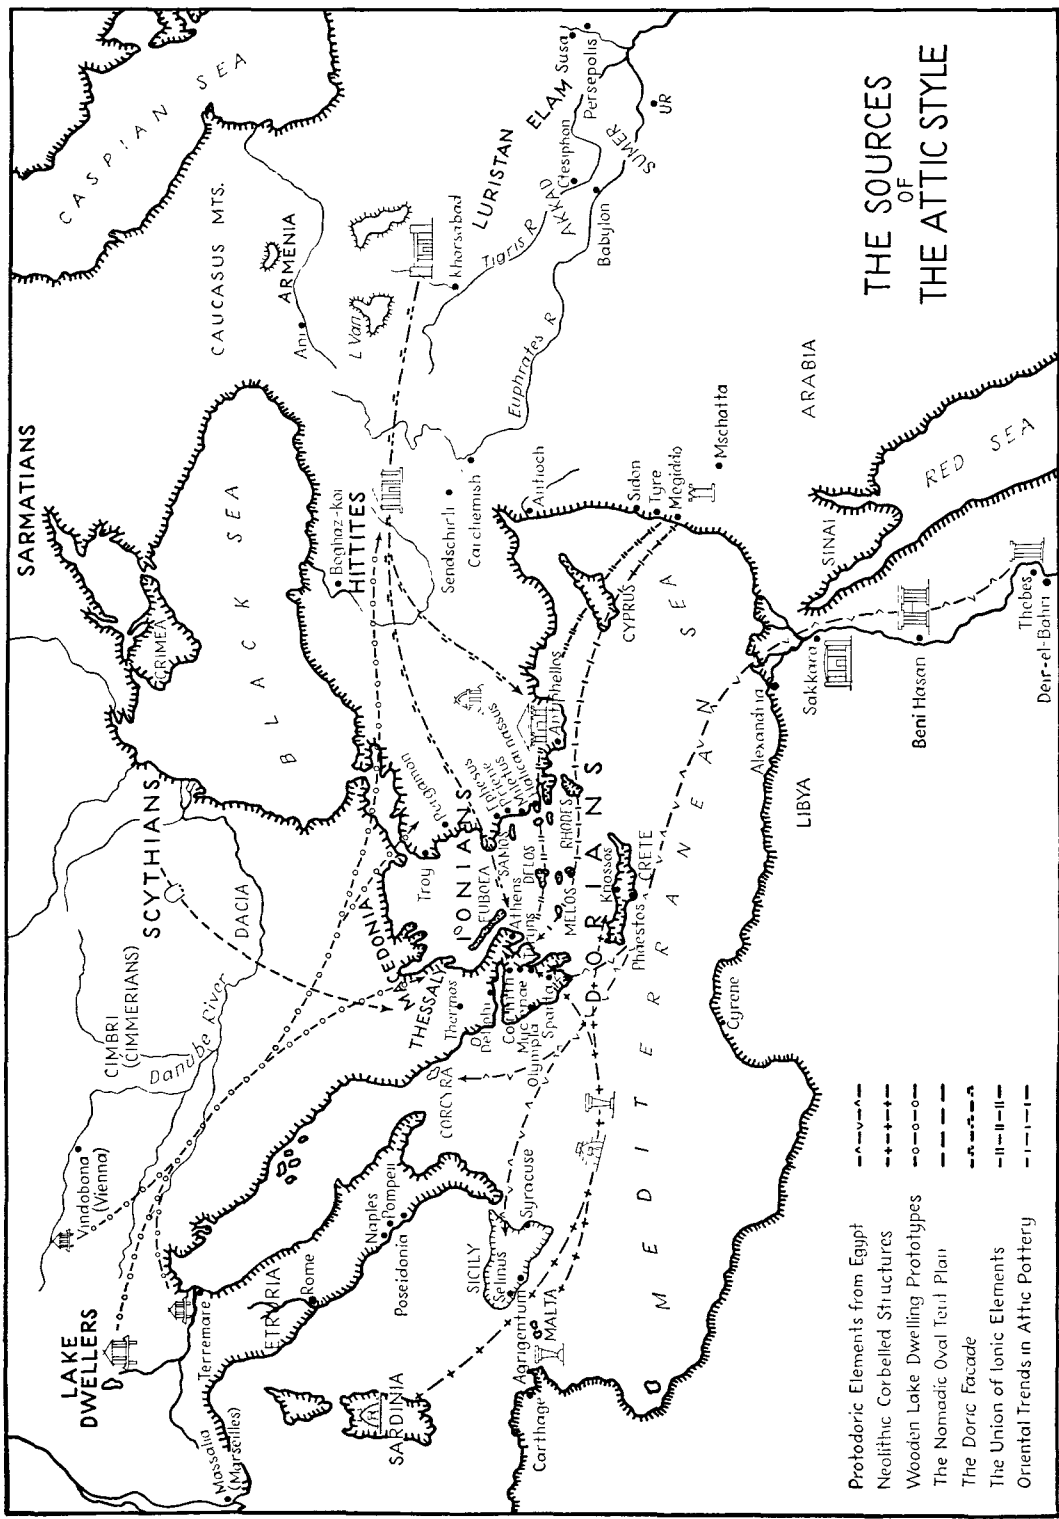 THE SOURCES
OF
THE ATTIC STYLE
SARMATIANS
SCYTHIANS
LAKE
DWELLERS
CASPIAN SEA
CAUCASUS MTS.
ARMENIA
Ani
L Van
Khorsabad
LURISTAN
ELAM
Susa
Persepolis
Ctesiphon
AKKAD
SUMER
UR
Babylon
Tigris R
Euphrates R
ARABIA
RED SEA
SINAI
Mschatta
CRIMEA
BLACK SEA
Boghaz-koi
HITTITES
Sendschirli
Carchemish
Antioch
Sidon
Tyre
Megiddo
CYPRUS
Thebes
Deir-el-Bahri
Beni Hasan
Sakkara
Alexandria
LIBYA
CIMBRI
(CIMMERIANS)
Danube River
DACIA
Vindobona
(Vienna)
MACEDONIA
THESSALY
Thermos
Delphi
Corinth
Mycenae
Olympia
Sparta
Tiryns
Athens
EUBOEA
IONIANS
Troy
Pergamon
Ephesus
Priene
Miletus
Halicarnassus
Antiphellos
SAMOS
DELOS
MELOS
RHODES
DORIANS
Knossos
Phaestos
CRETE
Cyrene
MEDITERRANEAN SEA
CORCYRA
Syracuse
SICILY
Selinus
Agrigentum
MALTA
Carthage
SARDINIA
Massalia
(Marseilles)
Terremare
ETRURIA
Rome
Naples
Pompeii
Poseidonia
Protodoric Elements from Egypt
Neolithic Corbelled Structures
Wooden Lake Dwelling Prototypes
The Nomadic Oval Tent Plan
The Doric Facade
The Union of Ionic Elements
Oriental Trends in Attic Pottery